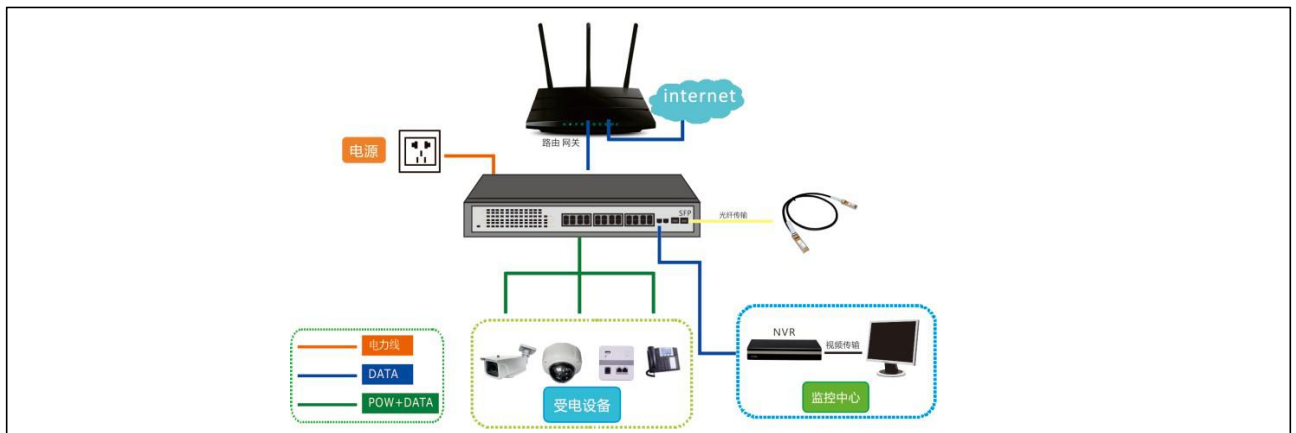 internet
路由 网关
电源
SFP
光纤传输
电力线
DATA
POW+DATA
受电设备
NVR
视频传输
监控中心